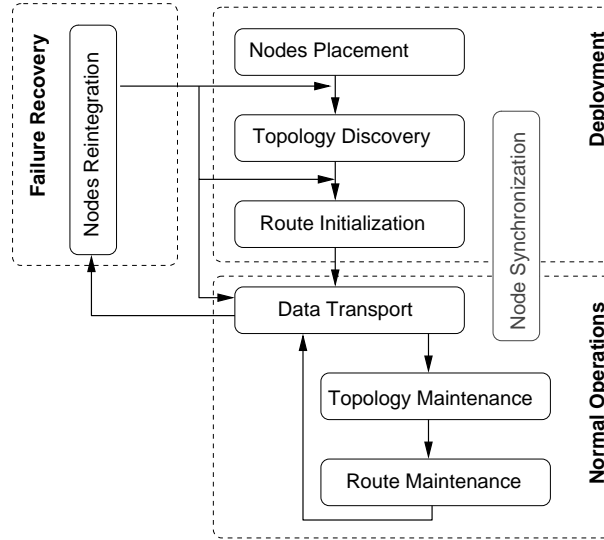 Failure Recovery
Nodes Reintegration
Nodes Placement
Topology Discovery
Route Initialization
Deployment
Node Synchronization
Data Transport
Topology Maintenance
Route Maintenance
Normal Operations